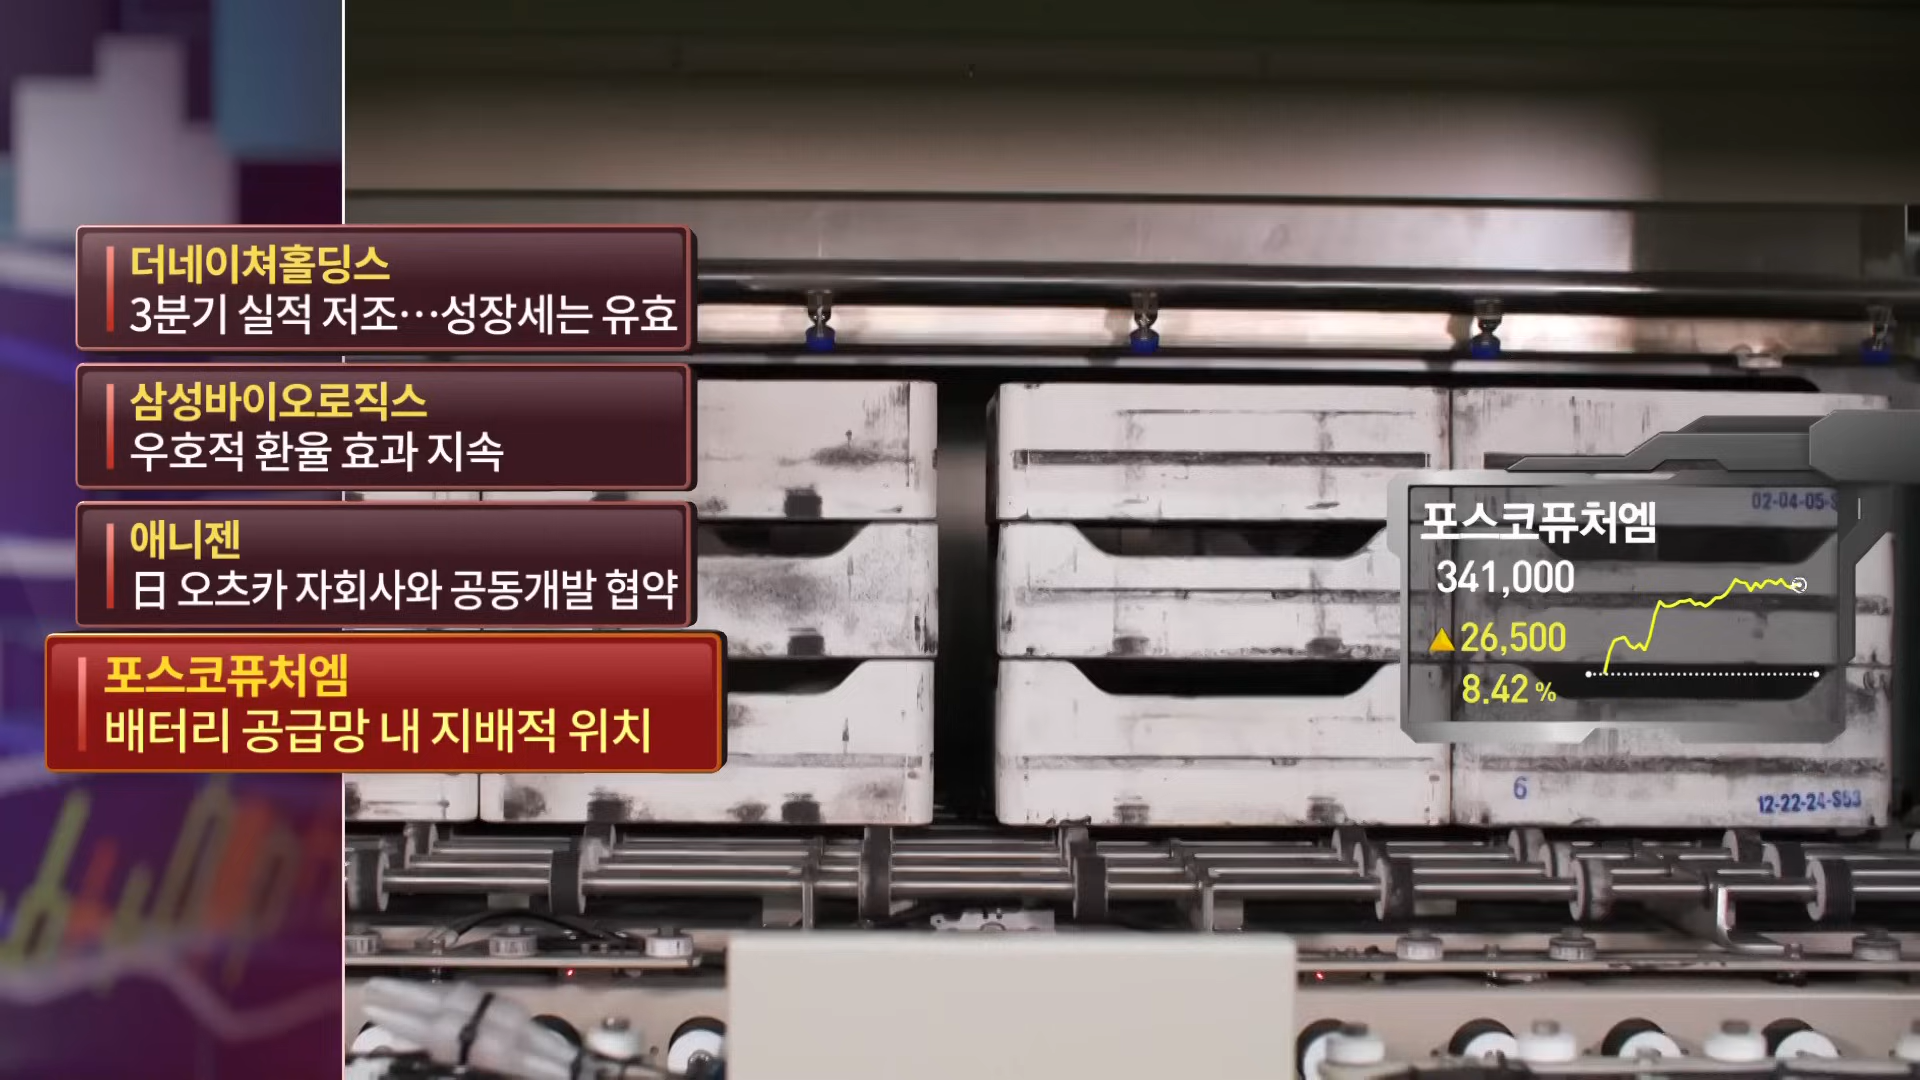 더네이쳐홀딩스
3분기 실적 저조…성장세는 유효
삼성바이오로직스
우호적 환율 효과 지속
애니젠
日 오츠카 자회사와 공동개발 협약
포스코퓨처엠
배터리 공급망 내 지배적 위치
포스코퓨처엠
341,000
▲26,500
8.42 %
02-04-05-S
6
12-22-24-S53